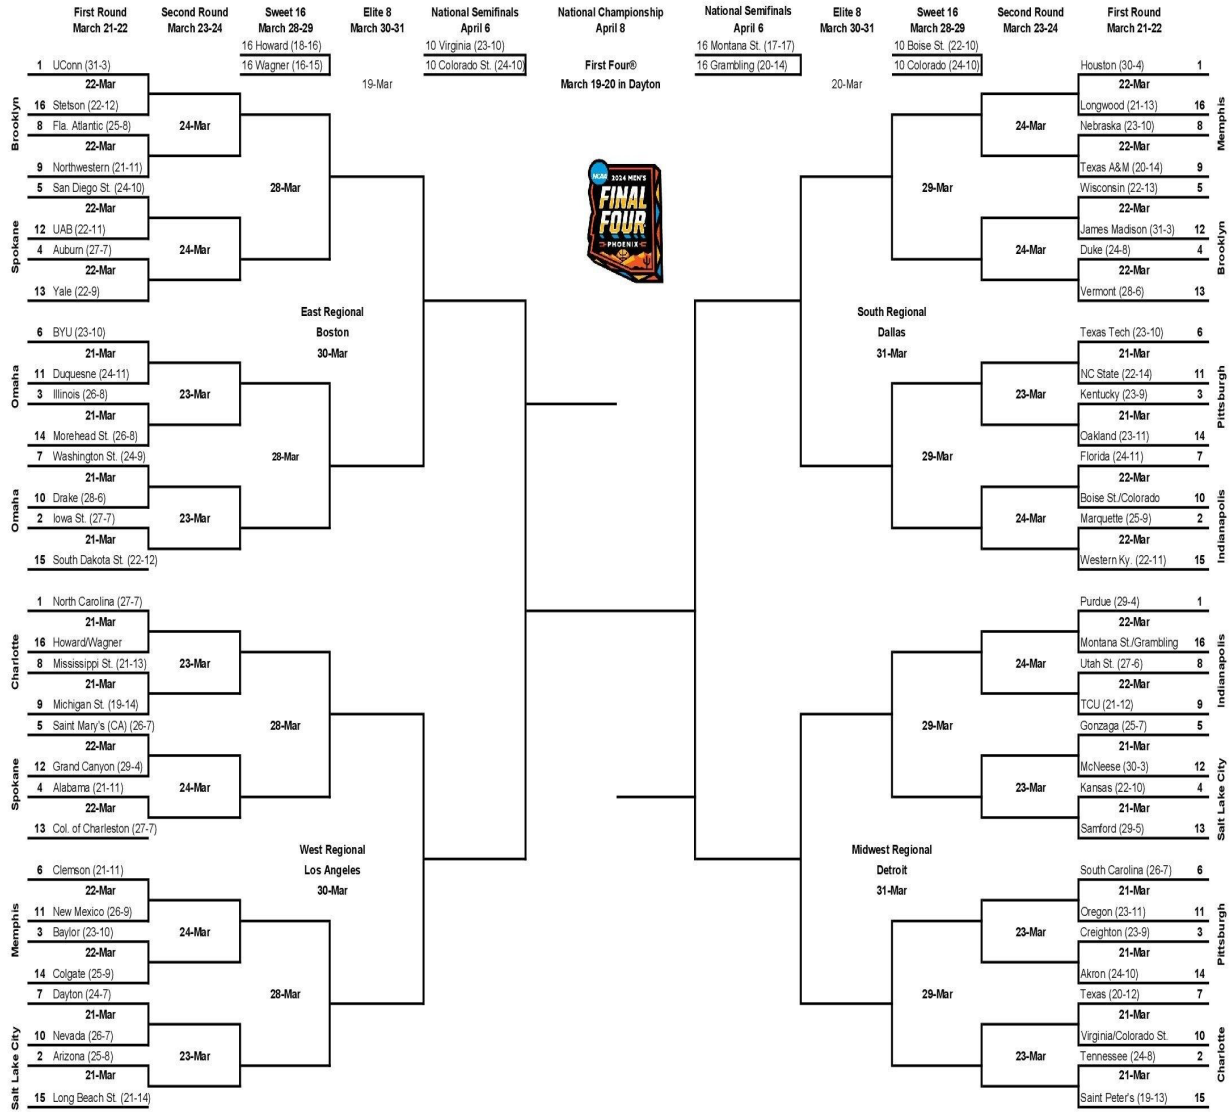 First Round
March 21-22
Second Round
March 23-24
Sweet 16
March 28-29
Elite 8
March 30-31
National Semifinals
April 6
National Championship
April 8
National Semifinals
April 6
Elite 8
March 30-31
Sweet 16
March 28-29
Second Round
March 23-24
First Round
March 21-22
16 Howard (18-16)
16 Wagner (16-15)
19-Mar
10 Virginia (23-10)
10 Colorado St. (24-10)
First Four®
March 19-20 in Dayton
16 Montana St. (17-17)
16 Grambling (20-14)
20-Mar
10 Boise St. (22-10)
10 Colorado (24-10)
NCAA
2024 MEN'S
FINAL
FOUR
PHOENIX
Brooklyn
1 UConn (31-3)
22-Mar
16 Stetson (22-12)
24-Mar
8 Fla. Atlantic (25-8)
22-Mar
9 Northwestern (21-11)
28-Mar
Spokane
5 San Diego St. (24-10)
22-Mar
12 UAB (22-11)
24-Mar
4 Auburn (27-7)
22-Mar
13 Yale (22-9)
East Regional
Boston
30-Mar
Omaha
6 BYU (23-10)
21-Mar
11 Duquesne (24-11)
23-Mar
3 Illinois (26-8)
21-Mar
14 Morehead St. (26-8)
28-Mar
Omaha
7 Washington St. (24-9)
21-Mar
10 Drake (28-6)
23-Mar
2 Iowa St. (27-7)
21-Mar
15 South Dakota St. (22-12)
Charlotte
1 North Carolina (27-7)
21-Mar
16 Howard/Wagner
23-Mar
8 Mississippi St. (21-13)
21-Mar
9 Michigan St. (19-14)
28-Mar
Spokane
5 Saint Mary's (CA) (26-7)
22-Mar
12 Grand Canyon (29-4)
24-Mar
4 Alabama (21-11)
22-Mar
13 Col. of Charleston (27-7)
West Regional
Los Angeles
30-Mar
Memphis
6 Clemson (21-11)
22-Mar
11 New Mexico (26-9)
24-Mar
3 Baylor (23-10)
22-Mar
14 Colgate (25-9)
28-Mar
Salt Lake City
7 Dayton (24-7)
21-Mar
10 Nevada (26-7)
23-Mar
2 Arizona (25-8)
21-Mar
15 Long Beach St. (21-14)
Memphis
Houston (30-4) 1
22-Mar
Longwood (21-13) 16
24-Mar
Nebraska (23-10) 8
22-Mar
Texas A&M (20-14) 9
29-Mar
Brooklyn
Wisconsin (22-13) 5
22-Mar
James Madison (31-3) 12
24-Mar
Duke (24-8) 4
22-Mar
Vermont (28-6) 13
South Regional
Dallas
31-Mar
Pittsburgh
Texas Tech (23-10) 6
21-Mar
NC State (22-14) 11
23-Mar
Kentucky (23-9) 3
21-Mar
Oakland (23-11) 14
29-Mar
Indianapolis
Florida (24-11) 7
22-Mar
Boise St./Colorado 10
24-Mar
Marquette (25-9) 2
22-Mar
Western Ky. (22-11) 15
Indianapolis
Purdue (29-4) 1
22-Mar
Montana St./Grambling 16
24-Mar
Utah St. (27-6) 8
22-Mar
TCU (21-12) 9
29-Mar
Salt Lake City
Gonzaga (25-7) 5
21-Mar
McNeese (30-3) 12
23-Mar
Kansas (22-10) 4
21-Mar
Samford (29-5) 13
Midwest Regional
Detroit
31-Mar
Pittsburgh
South Carolina (26-7) 6
21-Mar
Oregon (23-11) 11
23-Mar
Creighton (23-9) 3
21-Mar
Akron (24-10) 14
29-Mar
Charlotte
Texas (20-12) 7
21-Mar
Virginia/Colorado St. 10
23-Mar
Tennessee (24-8) 2
21-Mar
Saint Peter's (19-13) 15